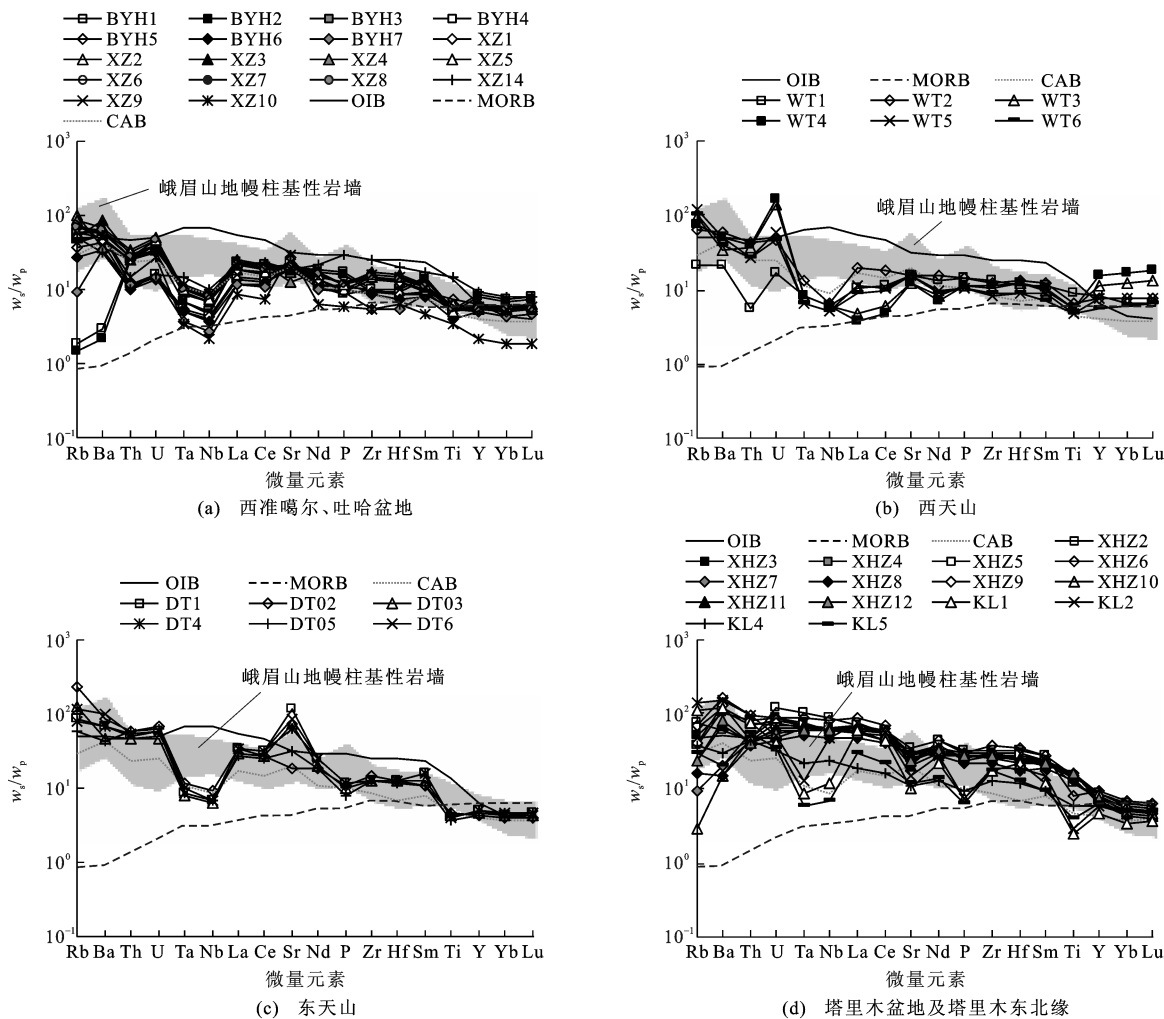 BYH1 BYH2 BYH3 BYH4
BYH5 BYH6 BYH7 XZ1
XZ2 XZ3 XZ4 XZ5
XZ6 XZ7 XZ8 XZ14
XZ9 XZ10 OIB MORB
CAB
10³
10²
10¹
10⁰
10⁻¹
ws/wp
峨眉山地幔柱基性岩墙
Rb Ba Th U Ta Nb La Ce Sr Nd P Zr Hf Sm Ti Y Yb Lu
微量元素
(a) 西准噶尔、吐哈盆地
OIB MORB CAB
WT1 WT2 WT3
WT4 WT5 WT6
10³
10²
10¹
10⁰
10⁻¹
ws/wp
峨眉山地幔柱基性岩墙
Rb Ba Th U Ta Nb La Ce Sr Nd P Zr Hf Sm Ti Y Yb Lu
微量元素
(b) 西天山
OIB MORB CAB
DT1 DT02 DT03
DT4 DT05 DT6
10³
10²
10¹
10⁰
10⁻¹
ws/wp
峨眉山地幔柱基性岩墙
Rb Ba Th U Ta Nb La Ce Sr Nd P Zr Hf Sm Ti Y Yb Lu
微量元素
(c) 东天山
OIB MORB CAB XHZ2
XHZ3 XHZ4 XHZ5 XHZ6
XHZ7 XHZ8 XHZ9 XHZ10
XHZ11 XHZ12 KL1 KL2
KL4 KL5
10³
10²
10¹
10⁰
10⁻¹
ws/wp
峨眉山地幔柱基性岩墙
Rb Ba Th U Ta Nb La Ce Sr Nd P Zr Hf Sm Ti Y Yb Lu
微量元素
(d) 塔里木盆地及塔里木东北缘